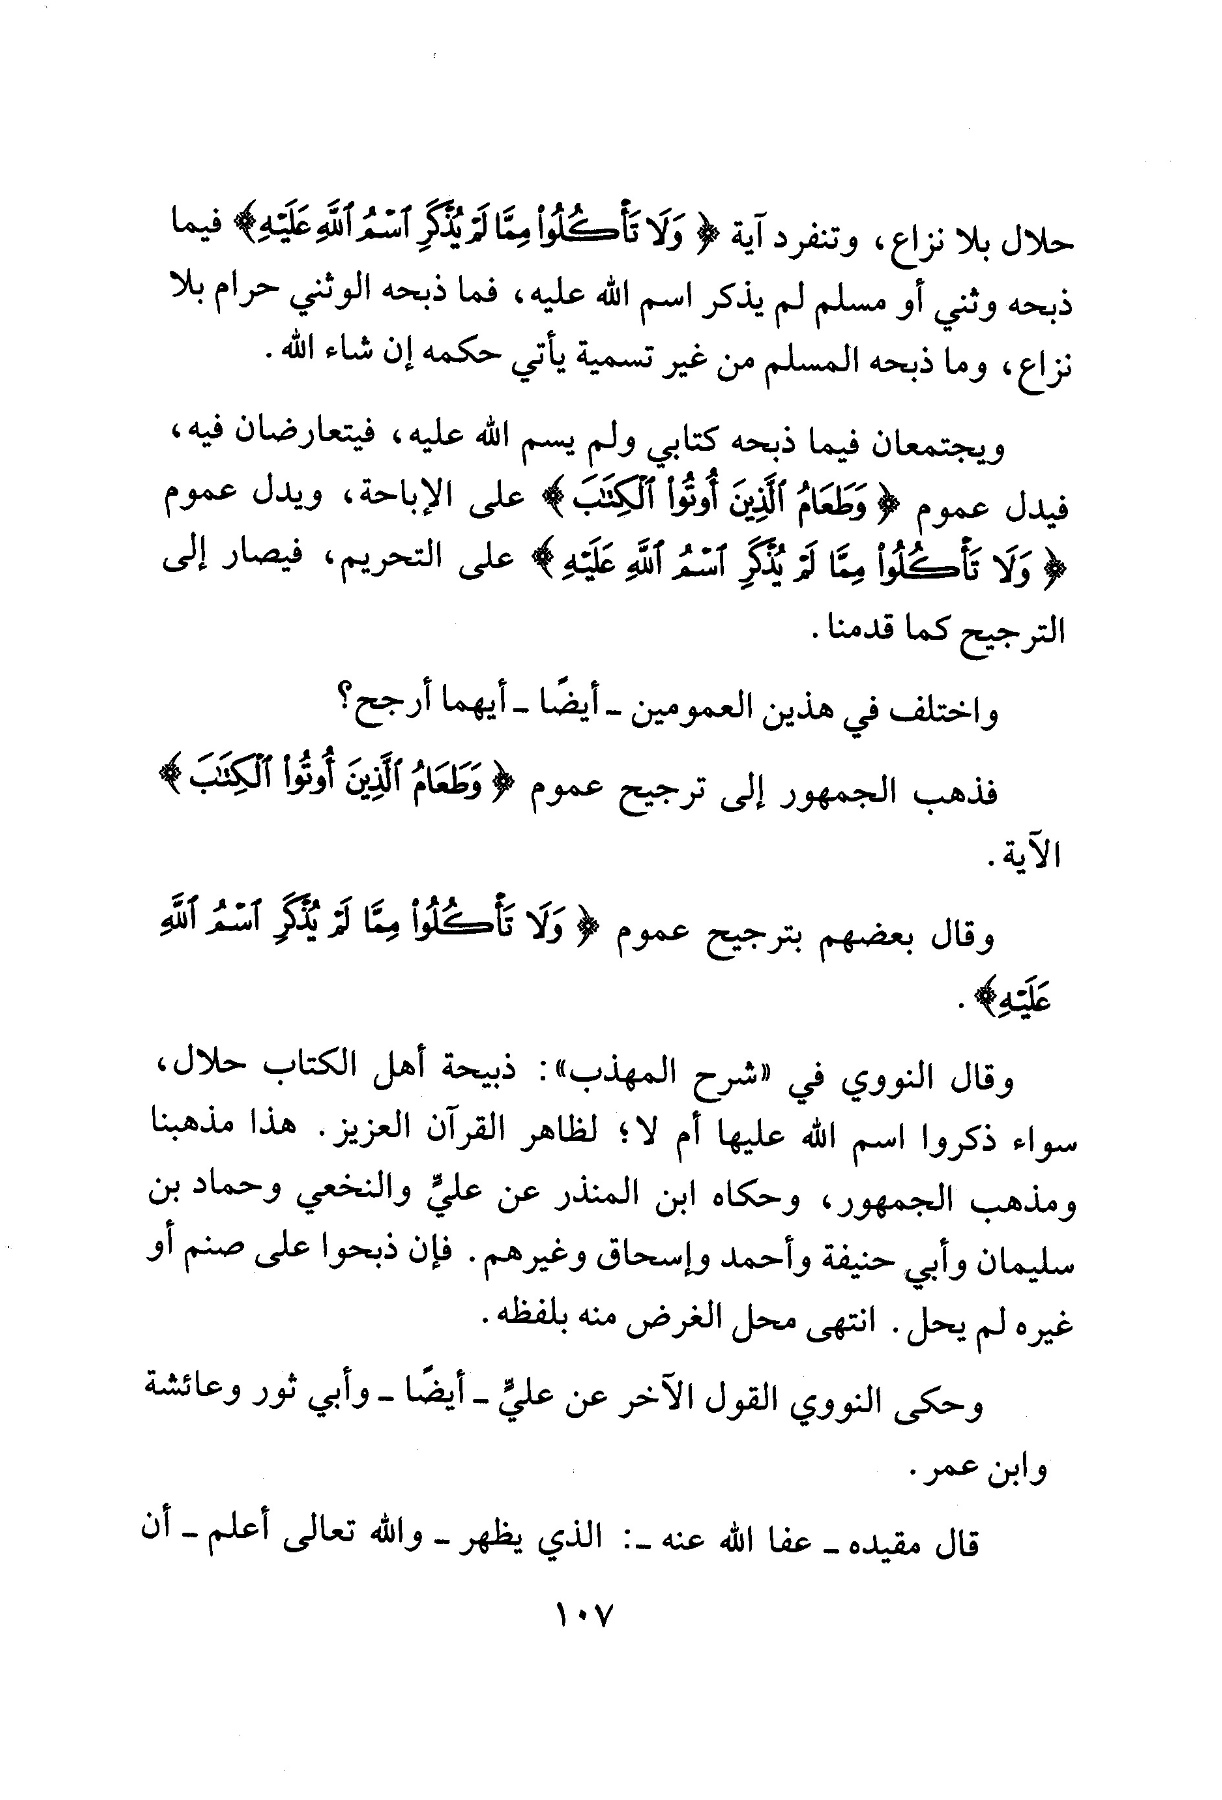 حلال بلا نزاع، وتنفرد آية ﴿ وَلَا تَأْكُلُوا۟ مِمَّا لَمْ يُذْكَرِ ٱسْمُ ٱللَّهِ عَلَيْهِ﴾ فيما
ذبحه وثني أو مسلم لم يذكر اسم الله عليه، فما ذبحه الوثني حرام بلا
نزاع، وما ذبحه المسلم من غير تسمية يأتي حكمه إن شاء الله.
ويجتمعان فيما ذبحه كتابي ولم يسم الله عليه، فيتعارضان فيه،
فيدل عموم ﴿ وَطَعَامُ ٱلَّذِينَ أُوتُوا۟ ٱلْكِتَٰبَ ﴾ على الإباحة، ويدل عموم
﴿ وَلَا تَأْكُلُوا۟ مِمَّا لَمْ يُذْكَرِ ٱسْمُ ٱللَّهِ عَلَيْهِ ﴾ على التحريم، فيصار إلى
الترجيح كما قدمنا.
واختلف في هذين العمومين ـ أيضًا ـ أيهما أرجح؟
فذهب الجمهور إلى ترجيح عموم ﴿ وَطَعَامُ ٱلَّذِينَ أُوتُوا۟ ٱلْكِتَٰبَ ﴾
الآية.
وقال بعضهم بترجيح عموم ﴿ وَلَا تَأْكُلُوا۟ مِمَّا لَمْ يُذْكَرِ ٱسْمُ ٱللَّهِ
عَلَيْهِ﴾.
وقال النووي في «شرح المهذب»: ذبيحة أهل الكتاب حلال،
سواء ذكروا اسم الله عليها أم لا؛ لظاهر القرآن العزيز. هذا مذهبنا
ومذهب الجمهور، وحكاه ابن المنذر عن عليٍّ والنخعي وحماد بن
سليمان وأبي حنيفة وأحمد وإسحاق وغيرهم. فإن ذبحوا على صنم أو
غيره لم يحل. انتهى محل الغرض منه بلفظه.
وحكى النووي القول الآخر عن عليٍّ ـ أيضًا ـ وأبي ثور وعائشة
وابن عمر.
قال مقيده ـ عفا الله عنه ـ: الذي يظهر ـ والله تعالى أعلم ـ أن
١٠٧